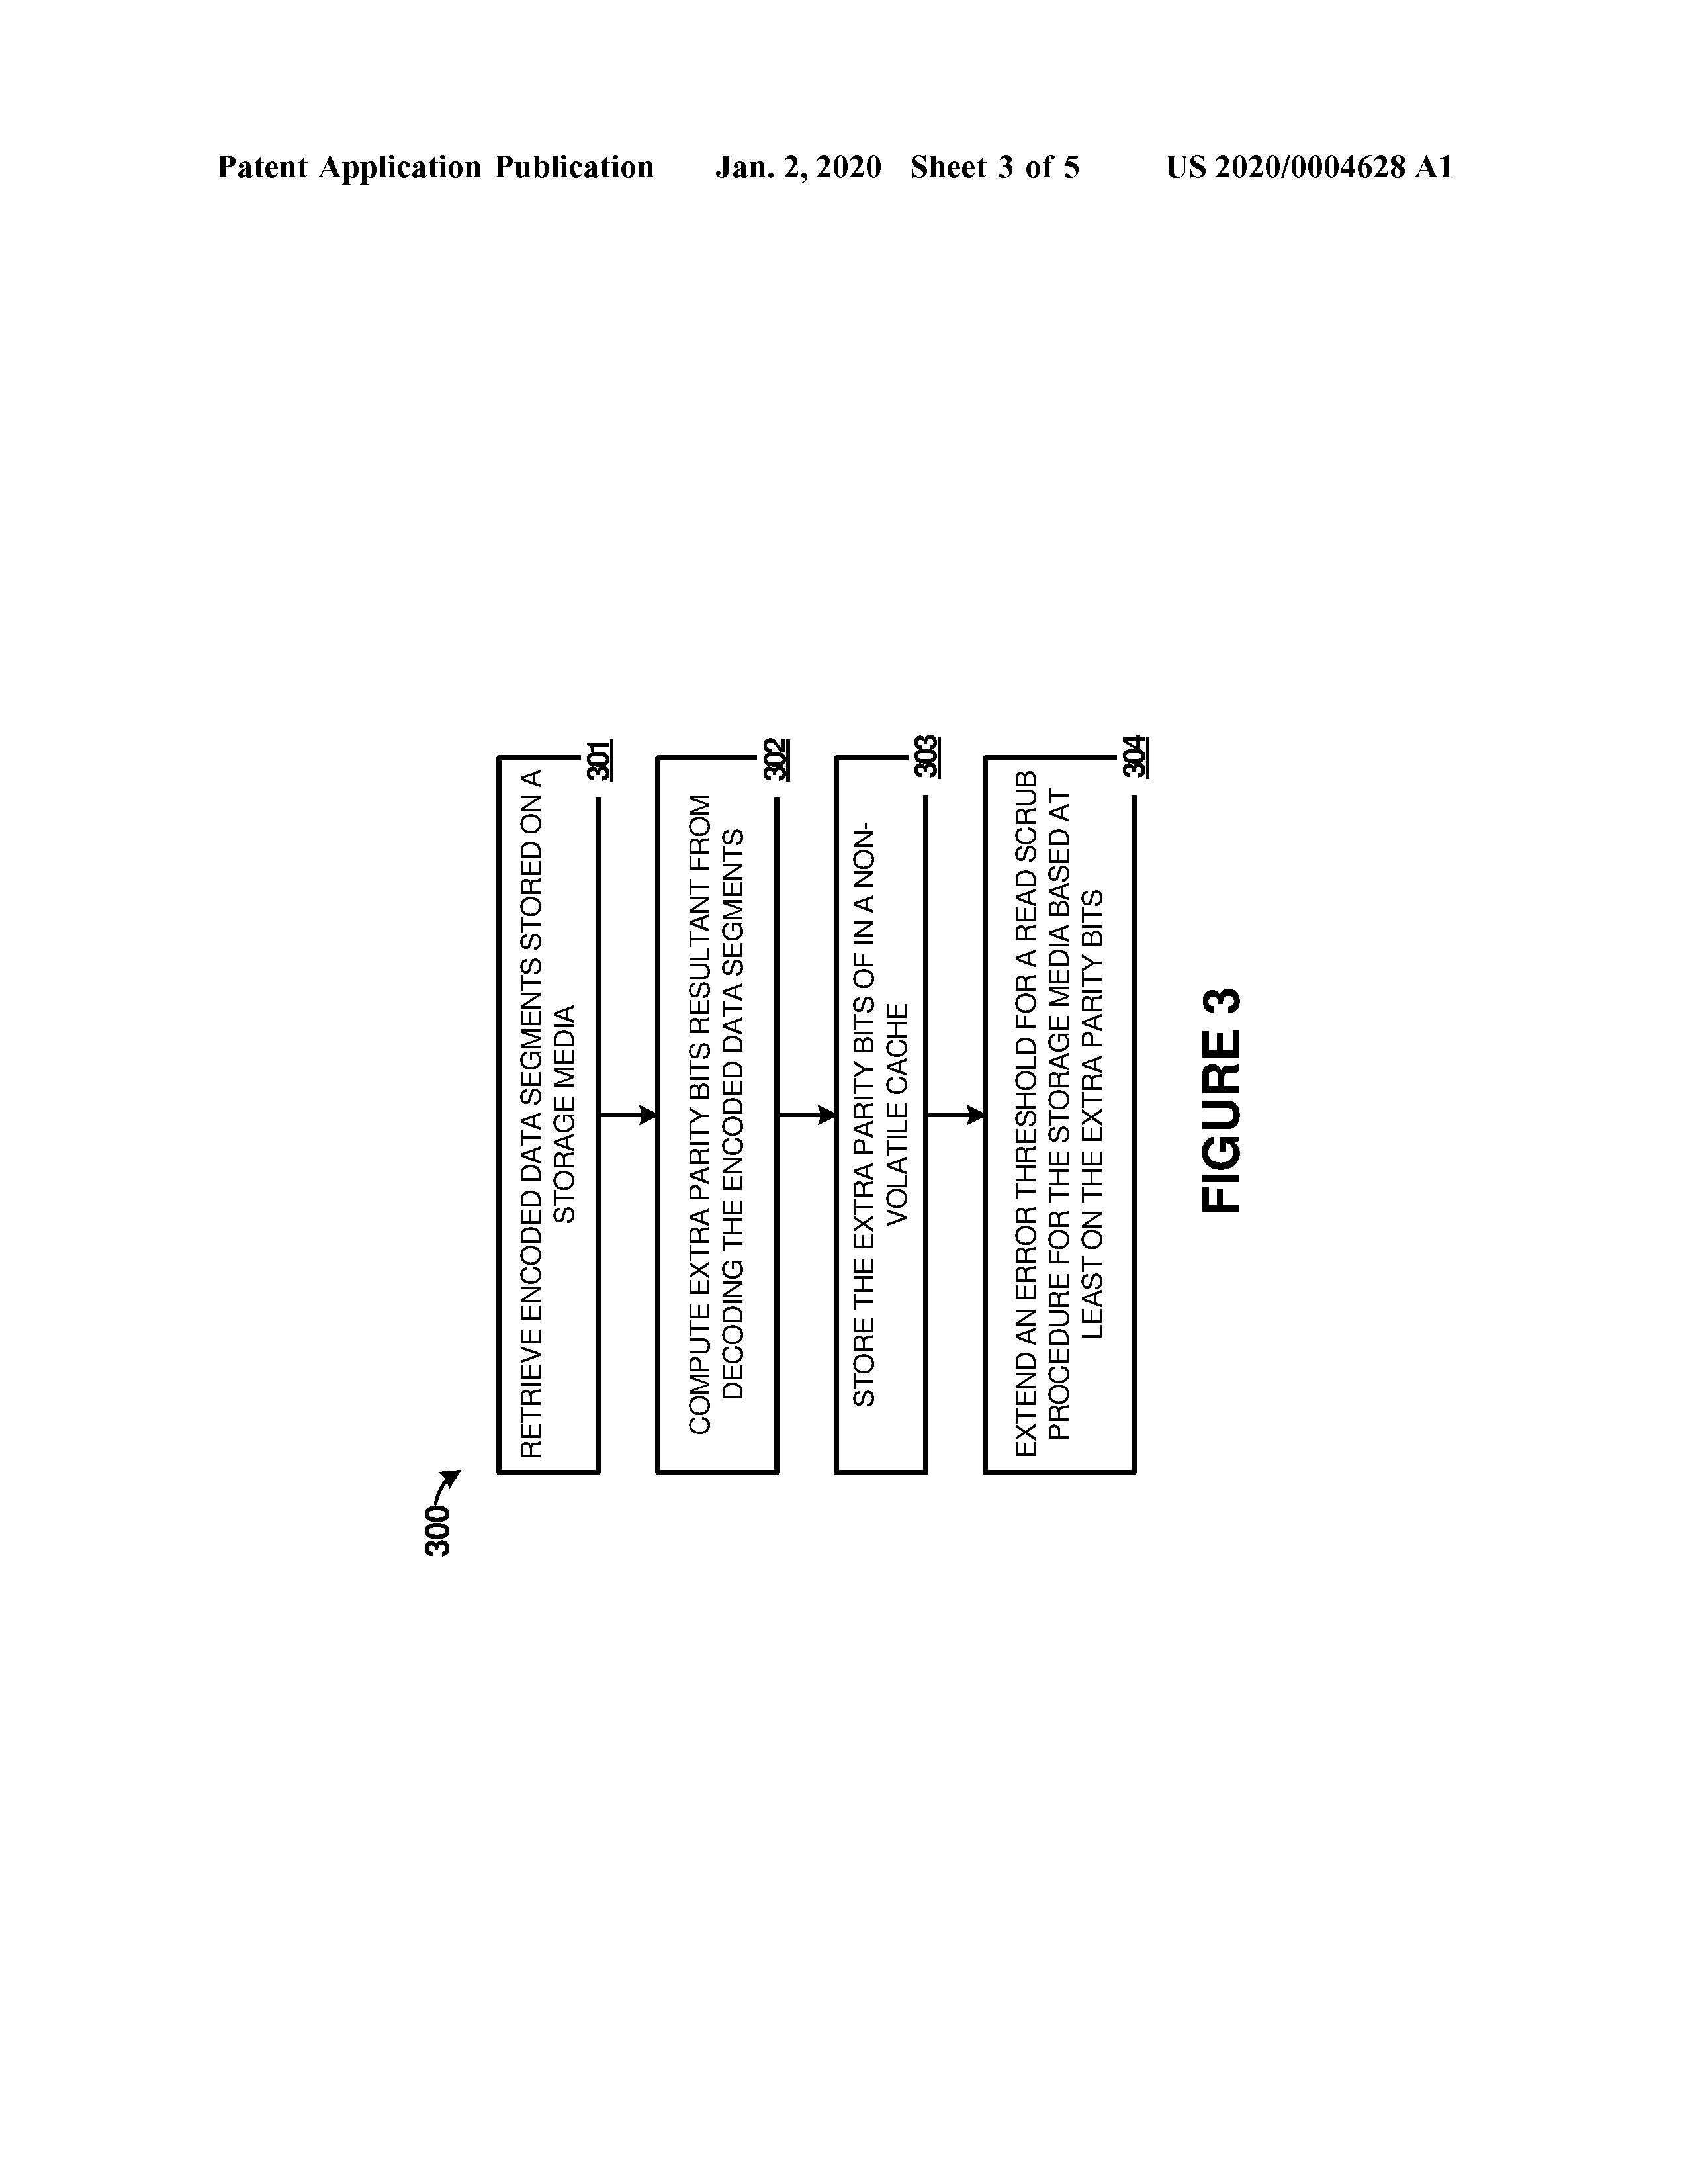 Patent Application Publication Jan. 2, 2020 Sheet 3 of 5 US 2020/0004628 A1
300
RETRIEVE ENCODED DATA SEGMENTS STORED ON A
STORAGE MEDIA
301
COMPUTE EXTRA PARITY BITS RESULTANT FROM
DECODING THE ENCODED DATA SEGMENTS
302
STORE THE EXTRA PARITY BITS OF IN A NON-
VOLATILE CACHE
303
EXTEND AN ERROR THRESHOLD FOR A READ SCRUB
PROCEDURE FOR THE STORAGE MEDIA BASED AT
LEAST ON THE EXTRA PARITY BITS
304
FIGURE 3